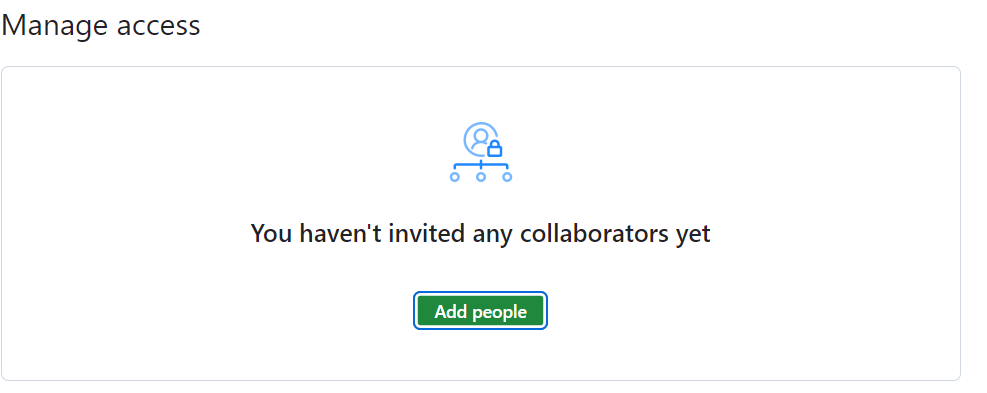 Manage access
You haven't invited any collaborators yet
Add people